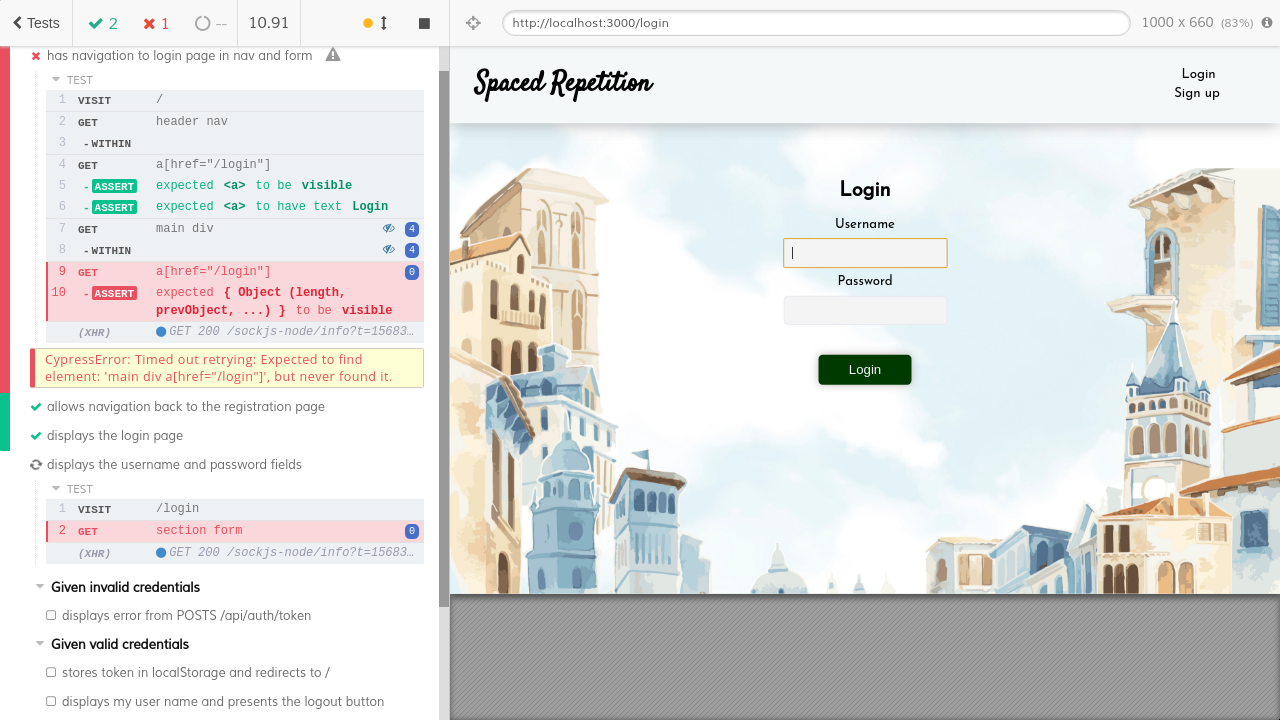 Tests
2
1
--
10.91
has navigation to login page in nav and form
TEST
1 VISIT /
2 GET header nav
3 -WITHIN
4 GET a[href="/login"]
5 -ASSERT expected <a> to be visible
6 -ASSERT expected <a> to have text Login
7 GET main div 4
8 -WITHIN 4
9 GET a[href="/login"] 0
10 -ASSERT expected { Object (length,
prevObject, ...) } to be visible
(XHR) GET 200 /sockjs-node/info?t=15683…
CypressError: Timed out retrying: Expected to find
element: 'main div a[href="/login"]', but never found it.
allows navigation back to the registration page
displays the login page
displays the username and password fields
TEST
1 VISIT /login
2 GET section form 0
(XHR) GET 200 /sockjs-node/info?t=15683…
Given invalid credentials
displays error from POSTS /api/auth/token
Given valid credentials
stores token in localStorage and redirects to /
displays my user name and presents the logout button
http://localhost:3000/login
1000 x 660 (83%)
Spaced Repetition
Login
Sign up
Login
Username
Password
Login